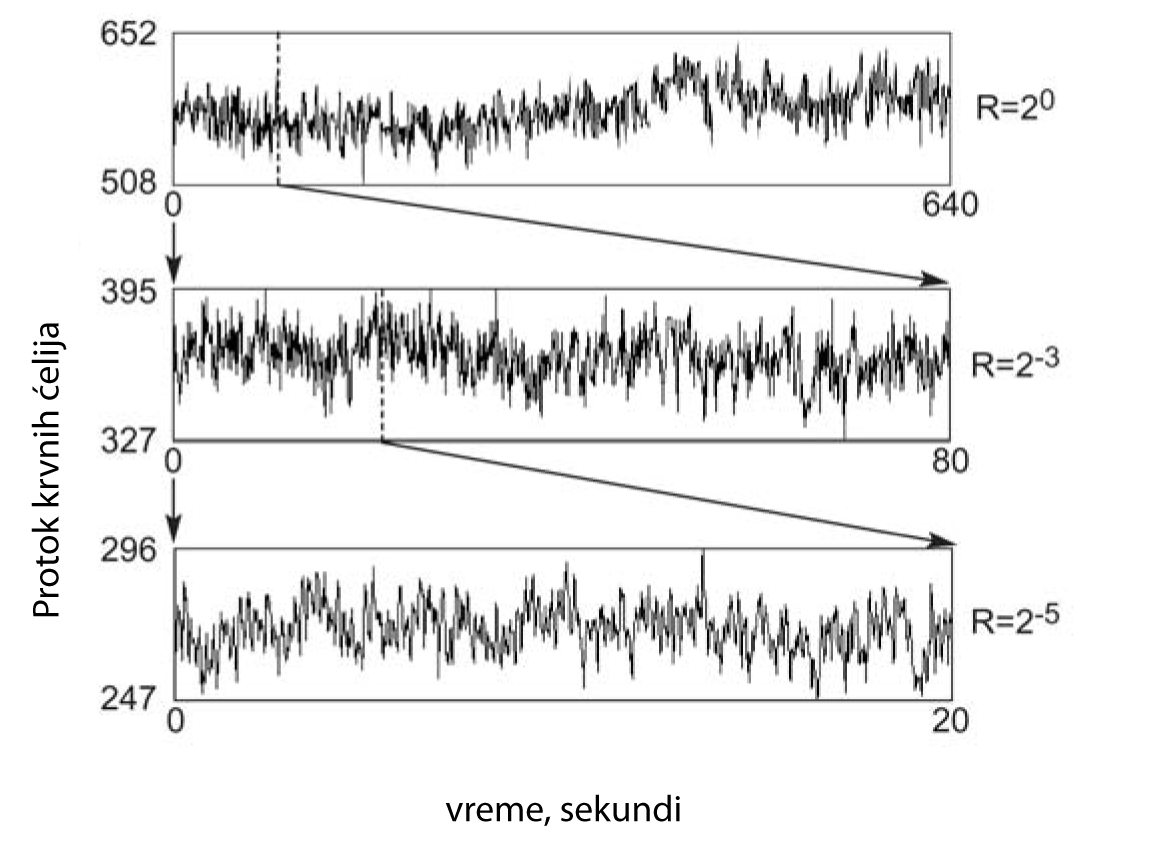 652
R=2⁰
508
0
640
395
R=2⁻³
327
0
80
296
R=2⁻⁵
247
0
20
Protok krvnih ćelija
vreme, sekundi